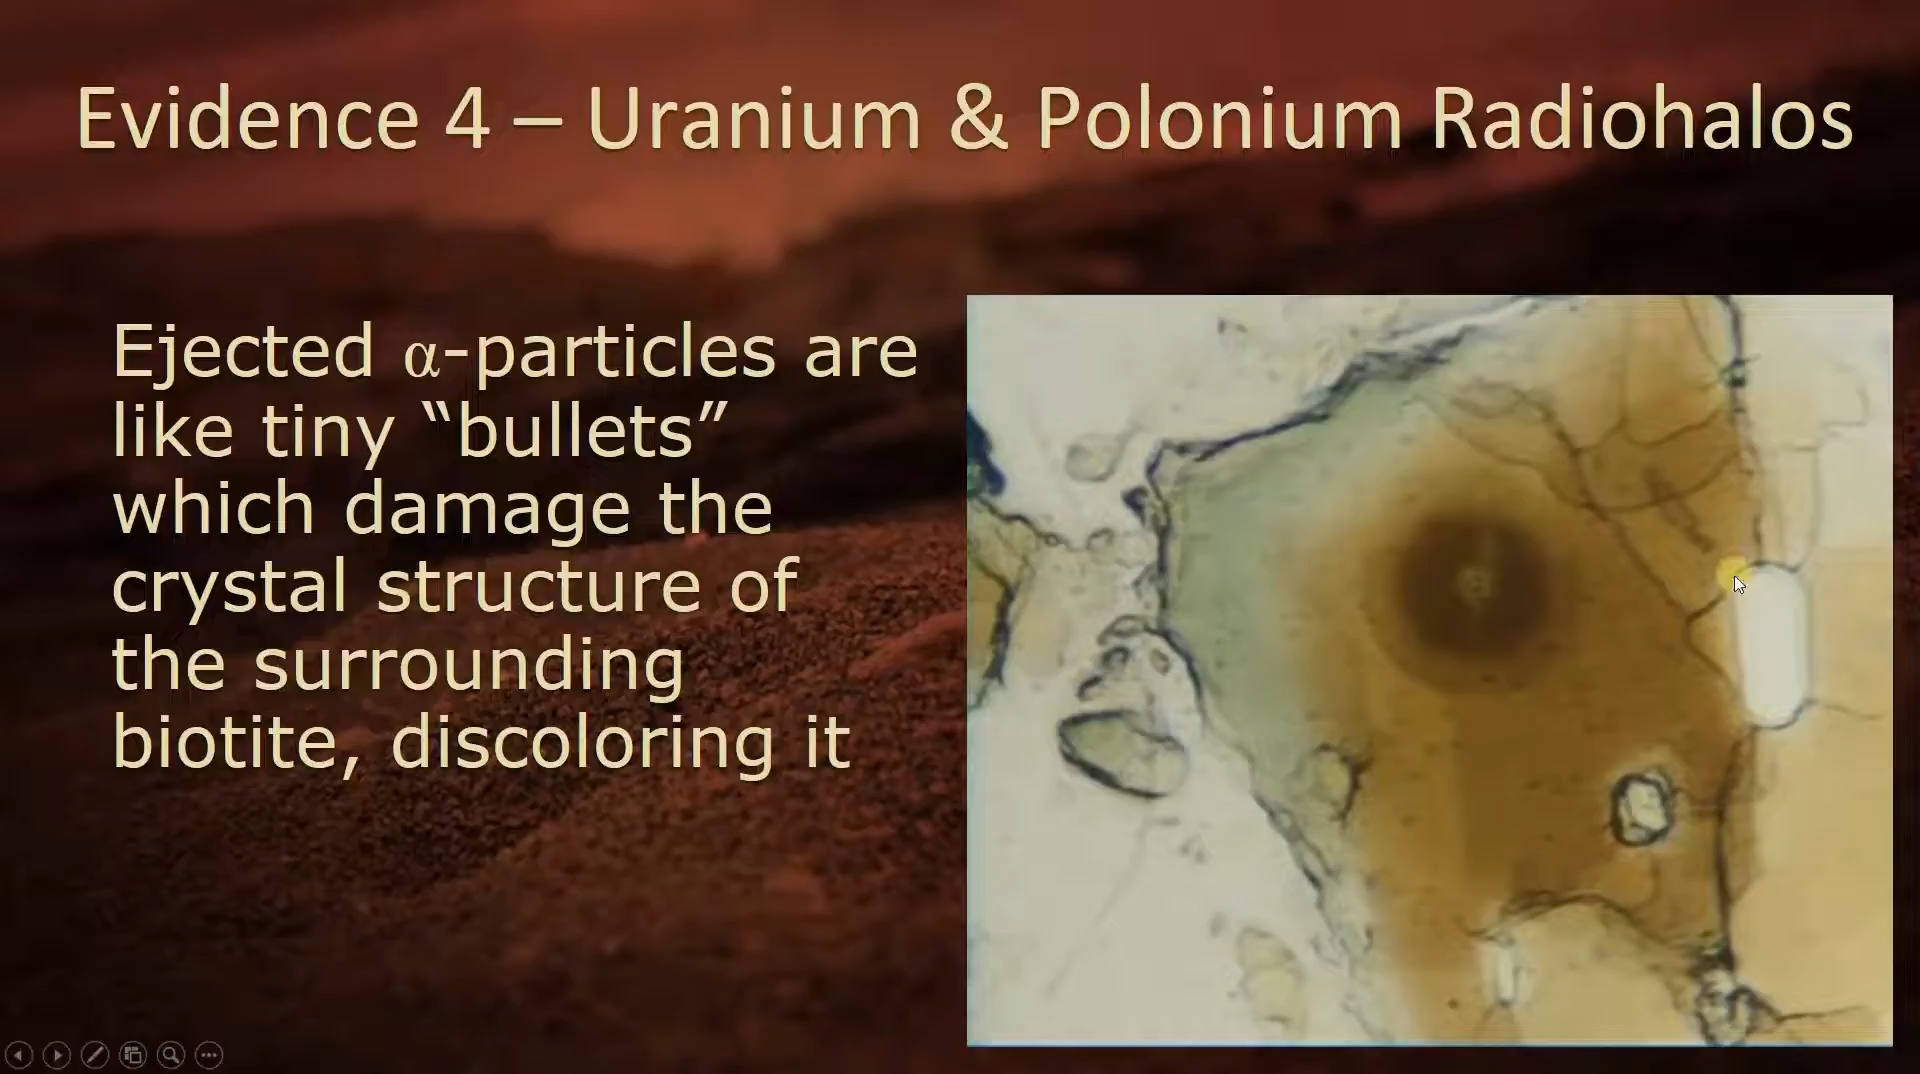 Evidence 4 – Uranium & Polonium Radiohalos
Ejected α-particles are
like tiny “bullets”
which damage the
crystal structure of
the surrounding
biotite, discoloring it